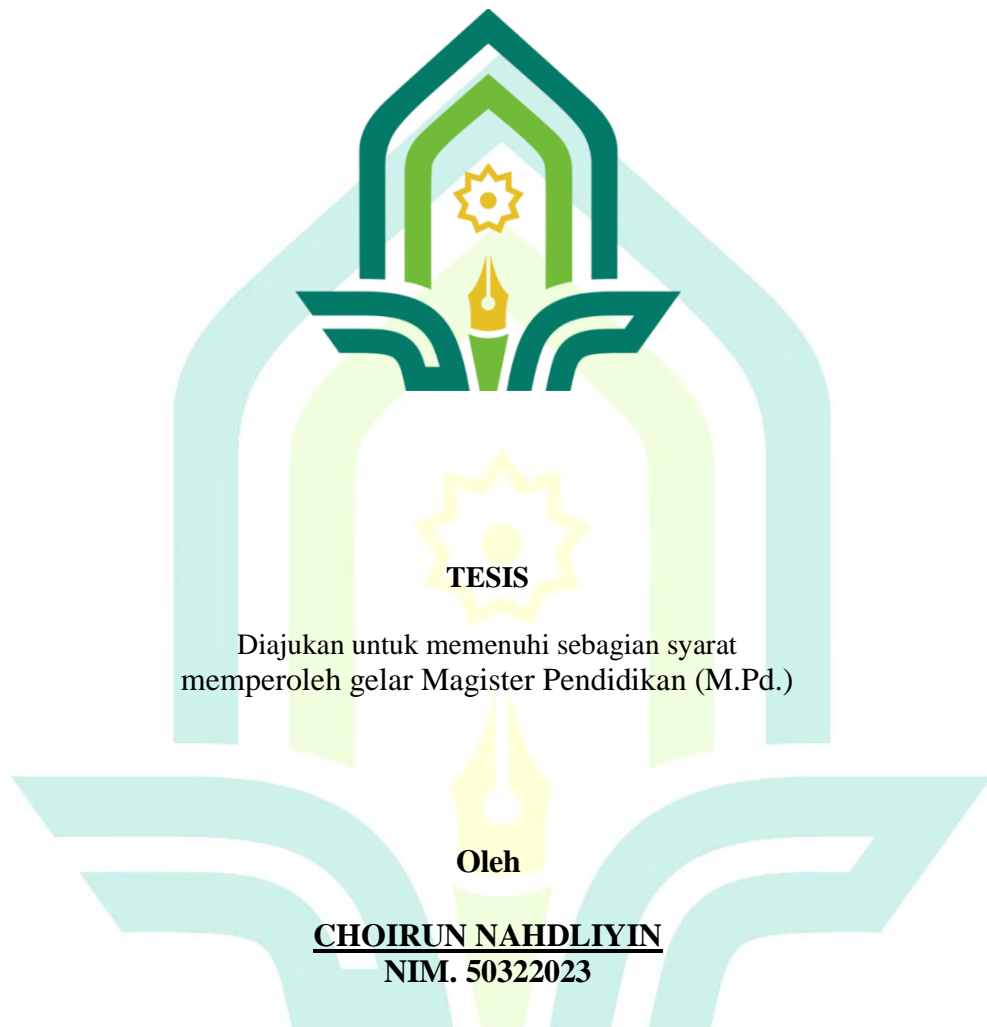 TESIS
Diajukan untuk memenuhi sebagian syarat
memperoleh gelar Magister Pendidikan (M.Pd.)
Oleh
CHOIRUN NAHDLIYIN
NIM. 50322023